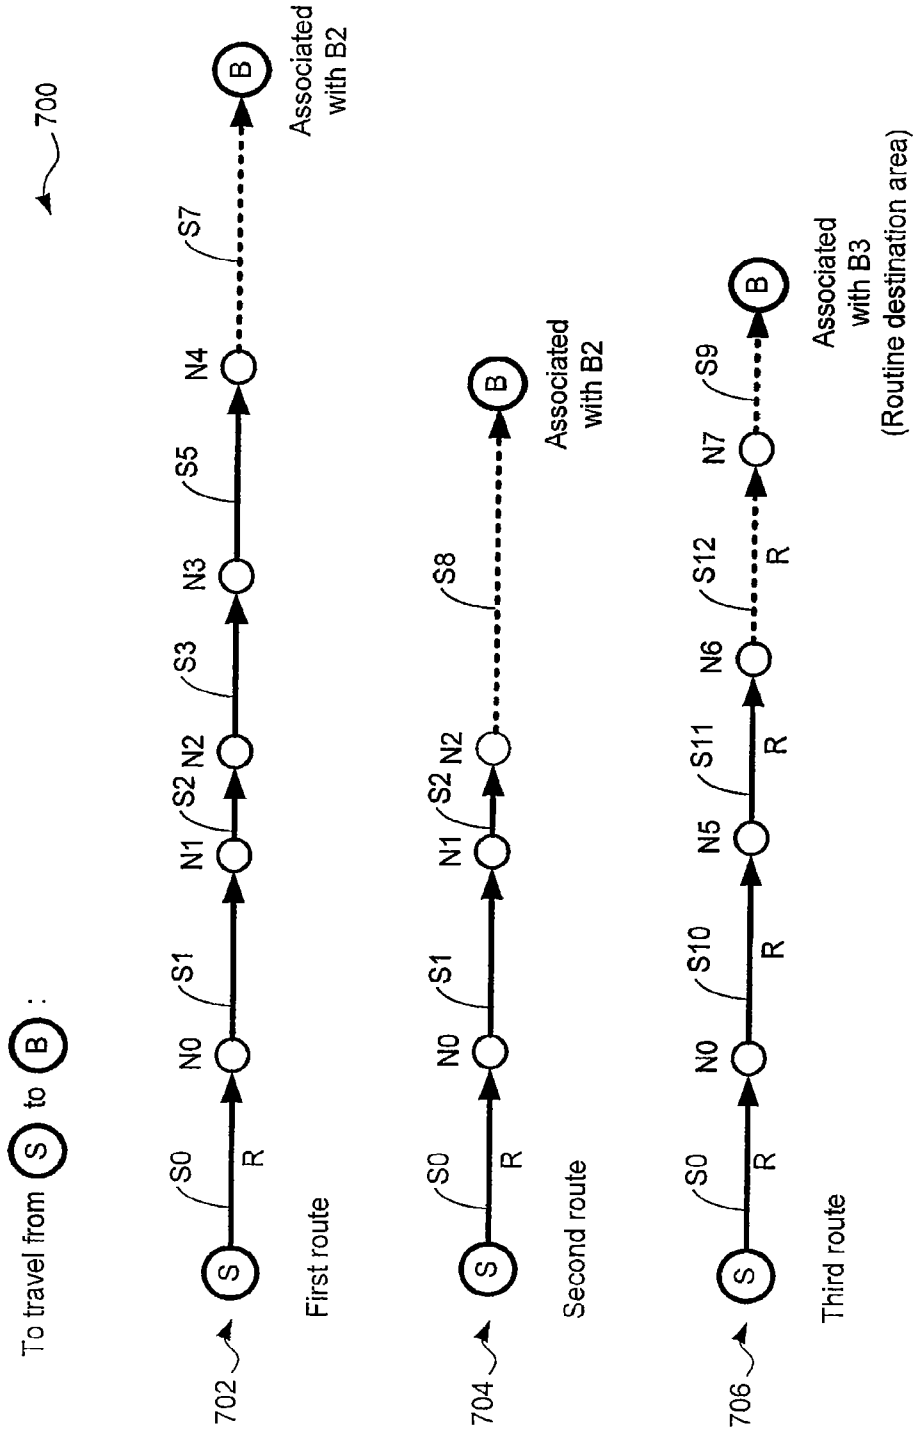 700
To travel from S to B :
702
S
S0
R
N0
S1
N1
S2
N2
S3
N3
S5
N4
S7
B
Associated
with B2
First route
704
S
S0
R
N0
S1
N1
S2
N2
S8
B
Associated
with B2
Second route
706
S
S0
R
N0
S10
R
N5
S11
R
N6
S12
R
N7
S9
B
Associated
with B3
(Routine destination area)
Third route